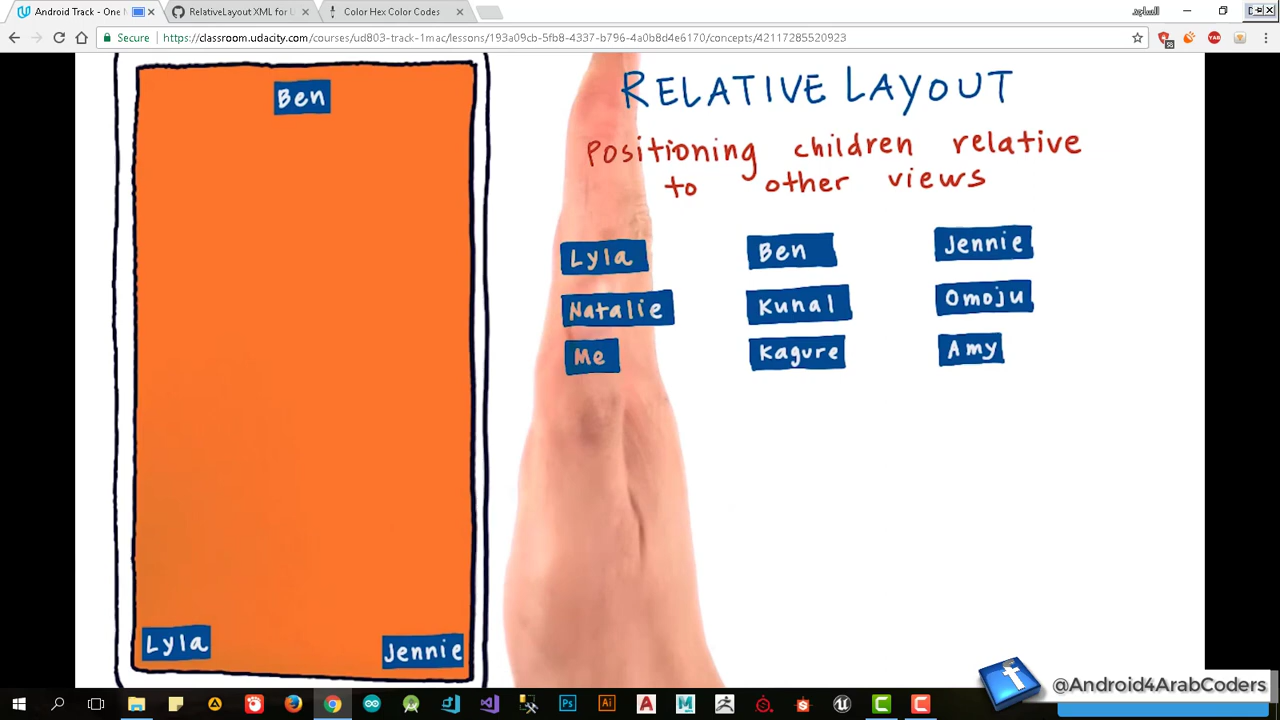 Android Track - One M
RelativeLayout XML for U
Color Hex Color Codes
Secure
https://classroom.udacity.com/courses/ud803-track-1mac/lessons/193a09cb-5fb8-4337-b796-4a0b8d4e6170/concepts/42117285520923
Ben
Lyla
Jennie
RELATIVE LAYOUT
Positioning children relative
to other views
Lyla Ben Jennie
Natalie Kunal Omoju
Me Kagure Amy
@Android4ArabCoders